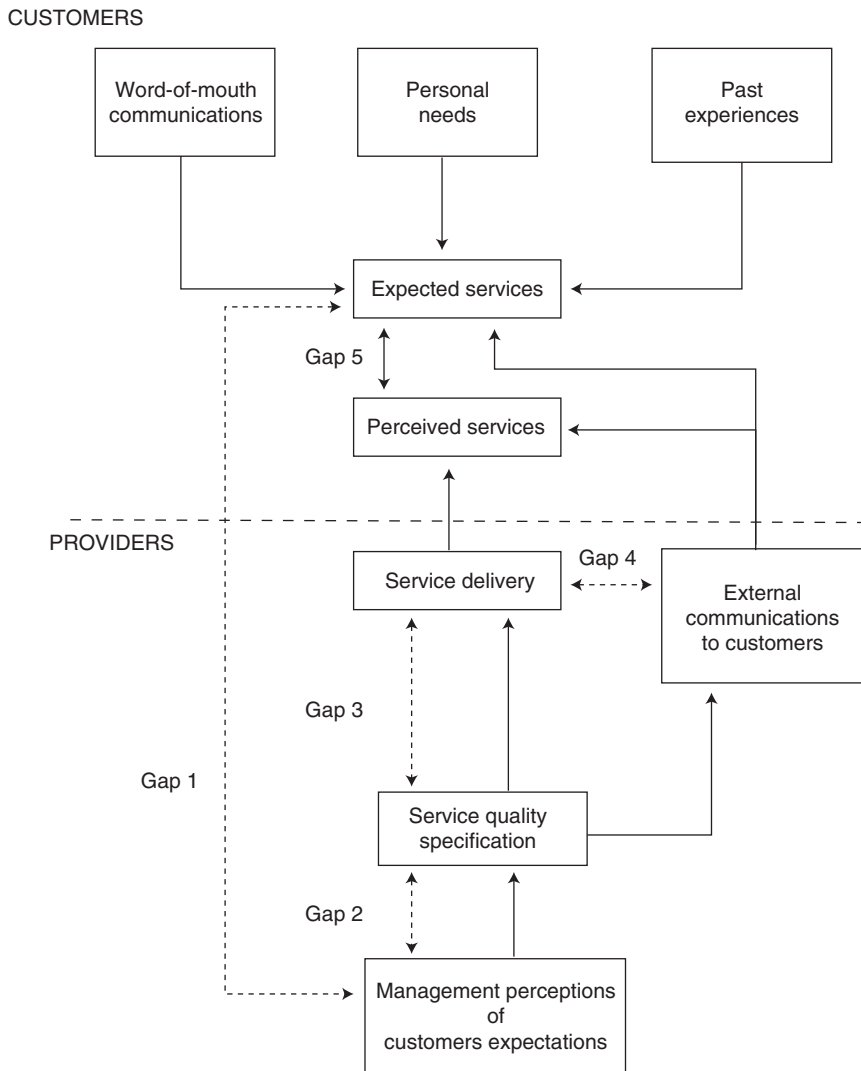 CUSTOMERS
Word-of-mouth
communications
Personal
needs
Past
experiences
Expected services
Gap 5
Perceived services
PROVIDERS
Gap 4
Service delivery
External
communications
to customers
Gap 3
Gap 1
Service quality
specification
Gap 2
Management perceptions
of
customers expectations